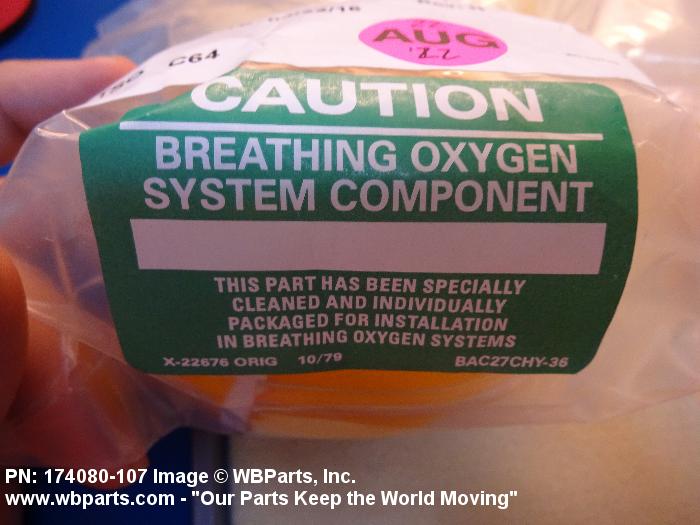 AUG
C64
CAUTION
BREATHING OXYGEN
SYSTEM COMPONENT
THIS PART HAS BEEN SPECIALLY
CLEANED AND INDIVIDUALLY
PACKAGED FOR INSTALLATION
IN BREATHING OXYGEN SYSTEMS
X-22676 ORIG 10/79 BAC27CHY-36
PN: 174080-107 Image © WBParts, Inc.
www.wbparts.com - "Our Parts Keep the World Moving"